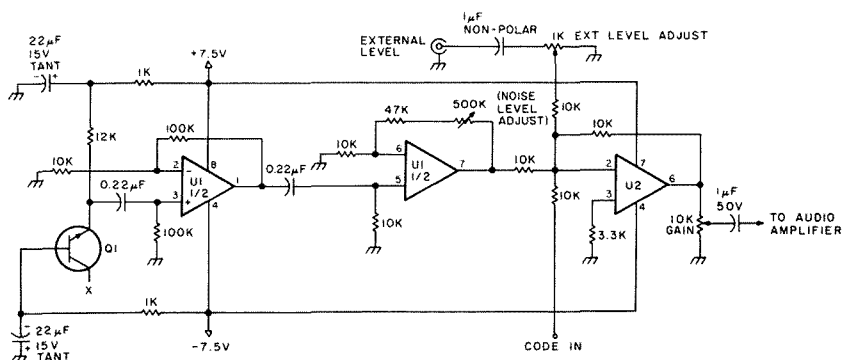 1µF
NON-POLAR
EXTERNAL
LEVEL
1K EXT LEVEL ADJUST
22µF
15V
TANT
- +
+7.5V
1K
12K
100K
10K
2
-
8
U1
1/2
1
3
+
4
0.22µF
100K
Q1
X
0.22µF
10K
47K
500K
(NOISE
LEVEL
ADJUST)
6
U1
1/2
7
5
10K
10K
10K
10K
10K
2
7
U2
6
3
4
3.3K
10K
GAIN
1µF
50V
TO AUDIO
AMPLIFIER
1K
-
22µF
+
15V
TANT
-7.5V
CODE IN